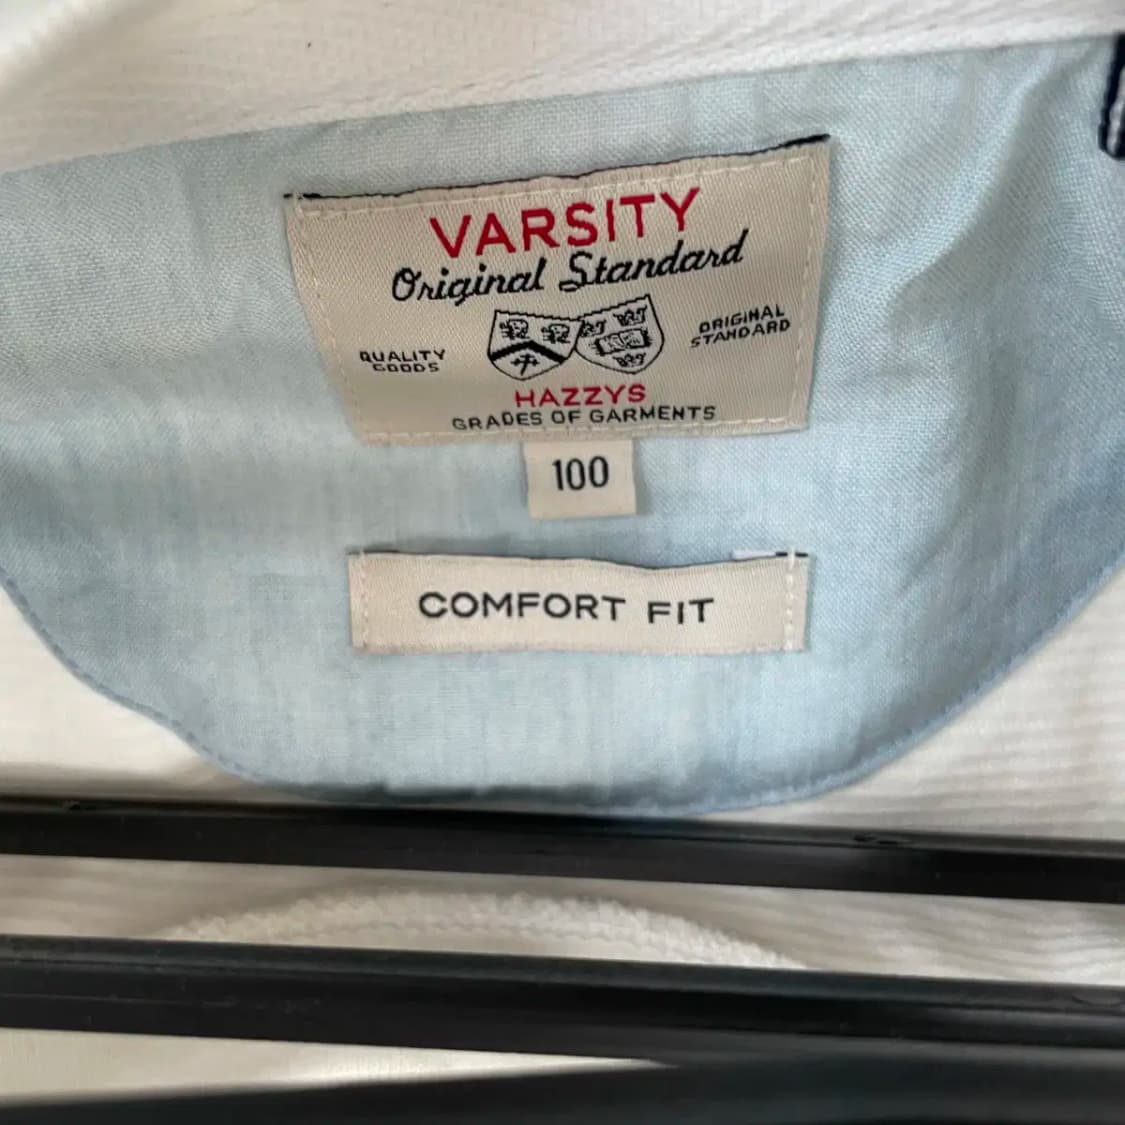 VARSITY
Original Standard
QUALITY
GOODS
ORIGINAL
STANDARD
HAZZYS
GRADES OF GARMENTS
100
COMFORT FIT